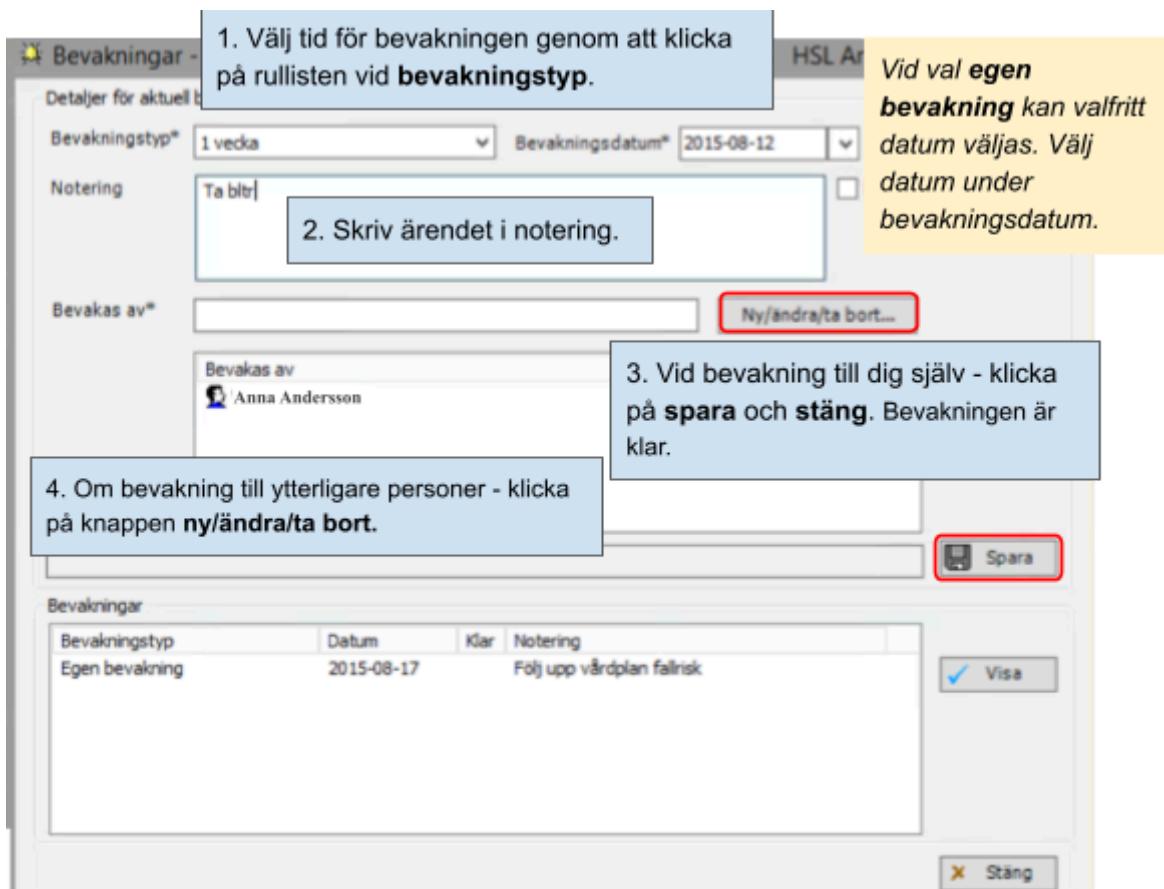 1. Välj tid för bevakningen genom att klicka
på rullisten vid bevakningstyp.
Bevakningar -
HSL
Vid val egen
bevakning kan valfritt
datum väljas. Välj
datum under
bevakningsdatum.
Detaljer för aktuell
Bevakningstyp*
1 vecka
Bevakningsdatum*
2015-08-12
Notering
Ta bltr
2. Skriv ärendet i notering.
Bevakas av*
Ny/ändra/ta bort...
Bevakas av
Anna Andersson
3. Vid bevakning till dig själv - klicka
på spara och stäng. Bevakningen är
klar.
4. Om bevakning till ytterligare personer - klicka
på knappen ny/ändra/ta bort.
Spara
Bevakningar
Bevakningstyp Datum Klar Notering
Egen bevakning 2015-08-17 Följ upp vårdplan fallrisk
Visa
Stäng